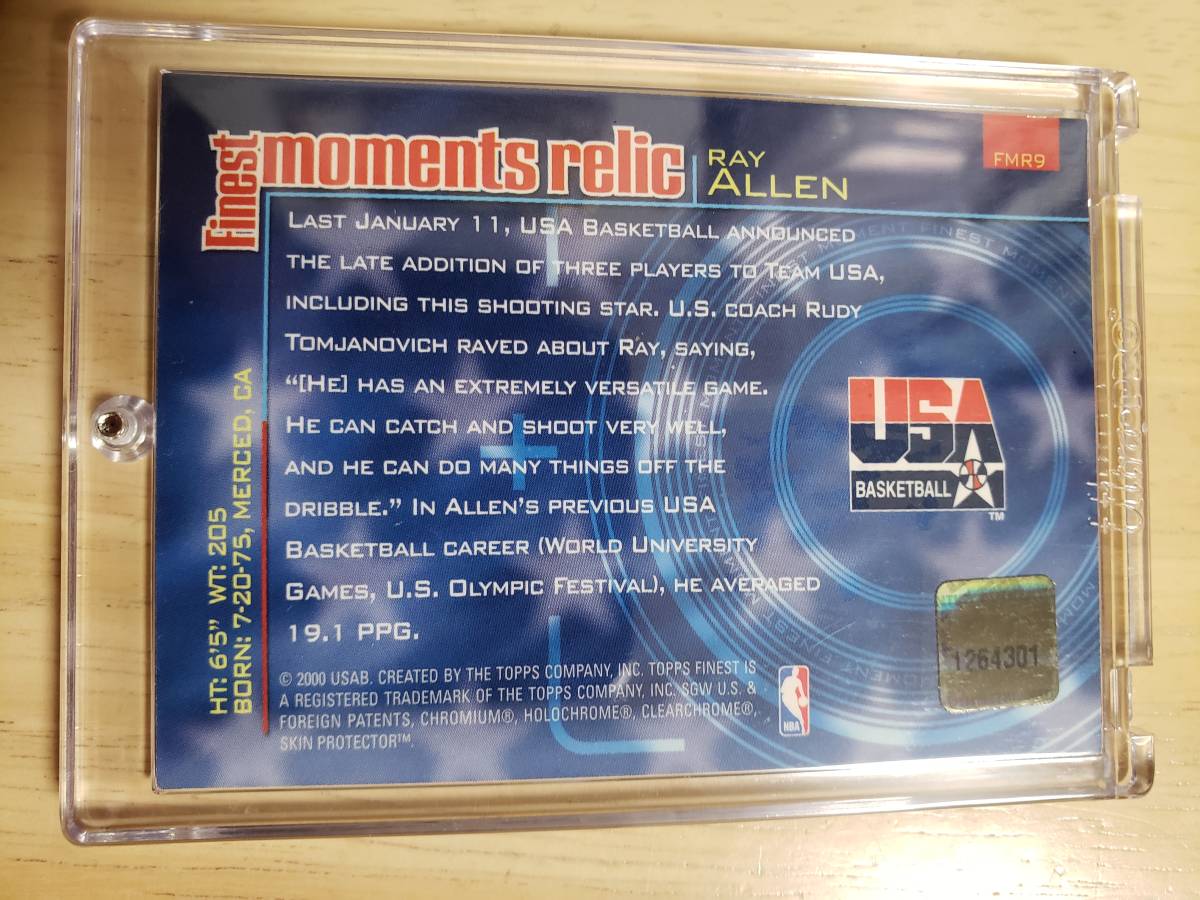 Finest moments relic
RAY
ALLEN
FMR9
LAST JANUARY 11, USA BASKETBALL ANNOUNCED
THE LATE ADDITION OF THREE PLAYERS TO TEAM USA,
INCLUDING THIS SHOOTING STAR. U.S. COACH RUDY
TOMJANOVICH RAVED ABOUT RAY, SAYING,
“[HE] HAS AN EXTREMELY VERSATILE GAME.
HE CAN CATCH AND SHOOT VERY WELL,
AND HE CAN DO MANY THINGS OFF THE
DRIBBLE.” IN ALLEN’S PREVIOUS USA
BASKETBALL CAREER (WORLD UNIVERSITY
GAMES, U.S. OLYMPIC FESTIVAL), HE AVERAGED
19.1 PPG.
HT: 6'5" WT: 205
BORN: 7-20-75, MERCED, CA
USA
BASKETBALL
TM
1264301
© 2000 USAB. CREATED BY THE TOPPS COMPANY, INC. TOPPS FINEST IS
A REGISTERED TRADEMARK OF THE TOPPS COMPANY, INC. SGW U.S. &
FOREIGN PATENTS, CHROMIUM®, HOLOCHROME®, CLEARCHROME®,
SKIN PROTECTOR™.
NBA